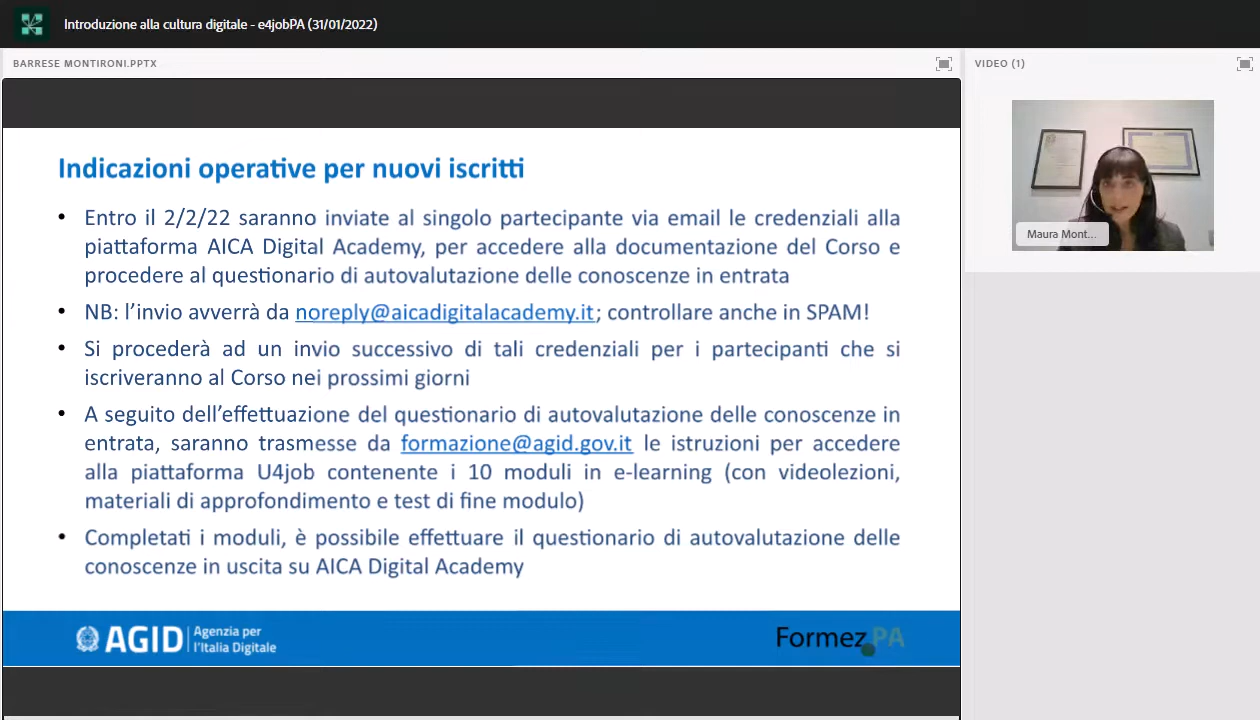 Introduzione alla cultura digitale - e4jobPA (31/01/2022)
BARRESE MONTIRONI.PPTX
VIDEO (1)
Indicazioni operative per nuovi iscritti
• Entro il 2/2/22 saranno inviate al singolo partecipante via email le credenziali alla
piattaforma AICA Digital Academy, per accedere alla documentazione del Corso e
procedere al questionario di autovalutazione delle conoscenze in entrata
• NB: l’invio avverrà da noreply@aicadigitalacademy.it; controllare anche in SPAM!
• Si procederà ad un invio successivo di tali credenziali per i partecipanti che si
iscriveranno al Corso nei prossimi giorni
• A seguito dell’effettuazione del questionario di autovalutazione delle conoscenze in
entrata, saranno trasmesse da formazione@agid.gov.it le istruzioni per accedere
alla piattaforma U4job contenente i 10 moduli in e-learning (con videolezioni,
materiali di approfondimento e test di fine modulo)
• Completati i moduli, è possibile effettuare il questionario di autovalutazione delle
conoscenze in uscita su AICA Digital Academy
AGID Agenzia per
l'Italia Digitale
Formez PA
Maura Mont...